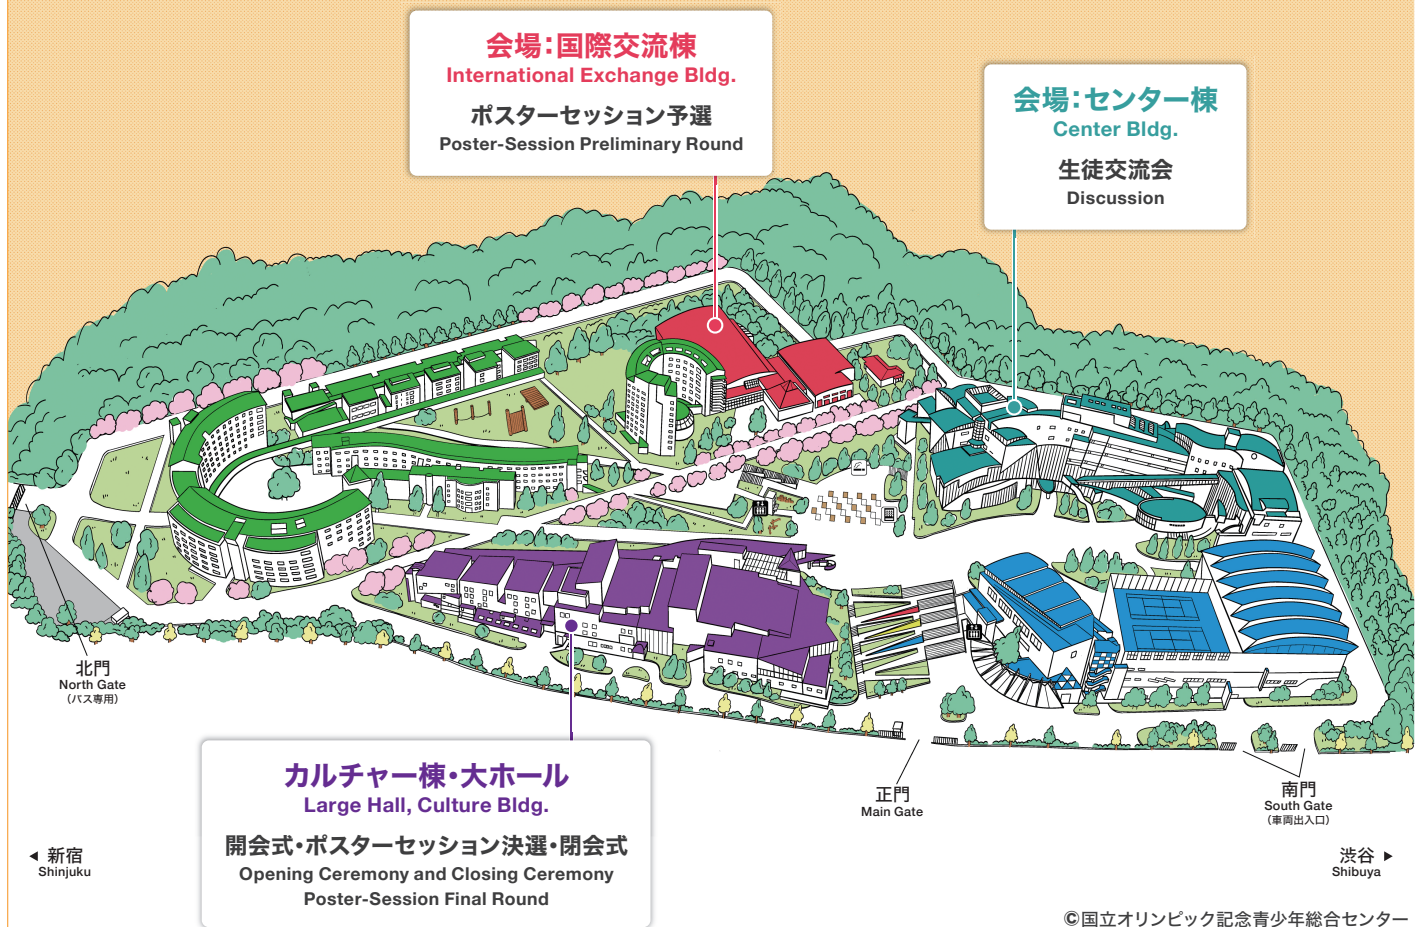 会場：国際交流棟
International Exchange Bldg.
ポスターセッション予選
Poster-Session Preliminary Round
会場：センター棟
Center Bldg.
生徒交流会
Discussion
北門
North Gate
（バス専用）
カルチャー棟・大ホール
Large Hall, Culture Bldg.
開会式・ポスターセッション決選・閉会式
Opening Ceremony and Closing Ceremony
Poster-Session Final Round
正門
Main Gate
南門
South Gate
（車両出入口）
◀ 新宿
Shinjuku
渋谷 ▶
Shibuya
©国立オリンピック記念青少年総合センター